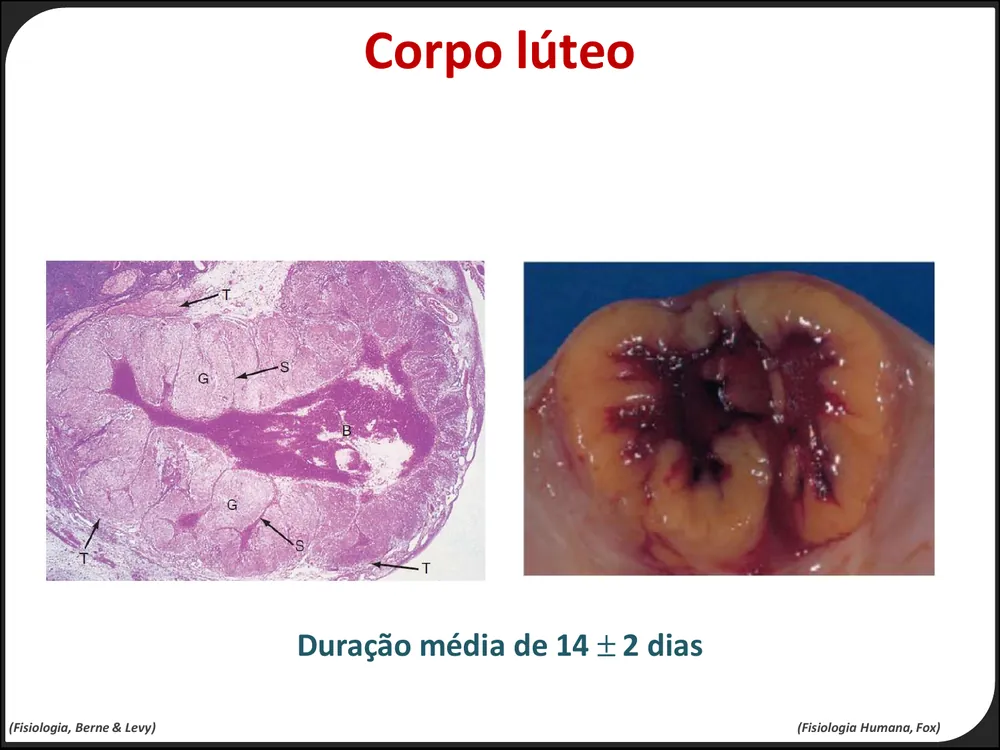 Corpo lúteo
T
S
G
B
G
S
T
T
Duração média de 14 ± 2 dias
(Fisiologia, Berne & Levy)
(Fisiologia Humana, Fox)